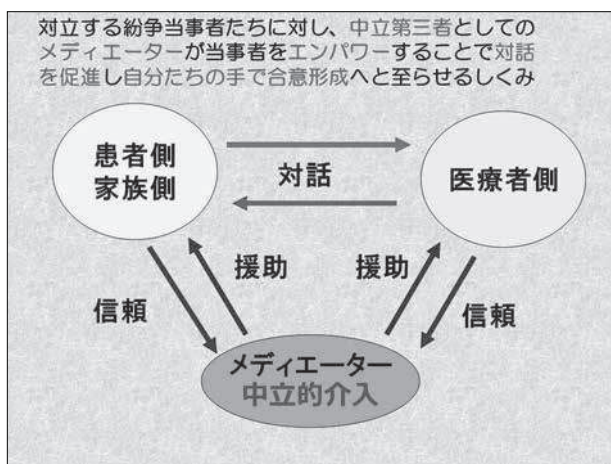 対立する紛争当事者たちに対し、中立第三者としての
メディエーターが当事者をエンパワーすることで対話
を促進し自分たちの手で合意形成へと至らせるしくみ
患者側
家族側
対話
医療者側
援助
援助
信頼
信頼
メディエーター
中立的介入